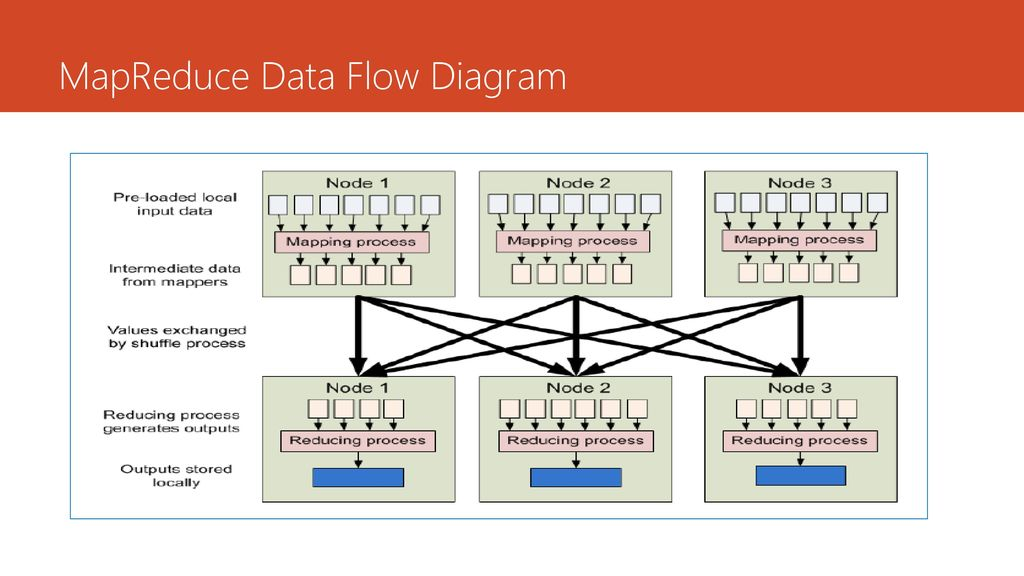 MapReduce Data Flow Diagram
Node 1
Node 2
Node 3
Pre-loaded local
input data
Mapping process
Mapping process
Mapping process
Intermediate data
from mappers
Values exchanged
by shuffle process
Node 1
Node 2
Node 3
Reducing process
generates outputs
Reducing process
Reducing process
Reducing process
Outputs stored
locally